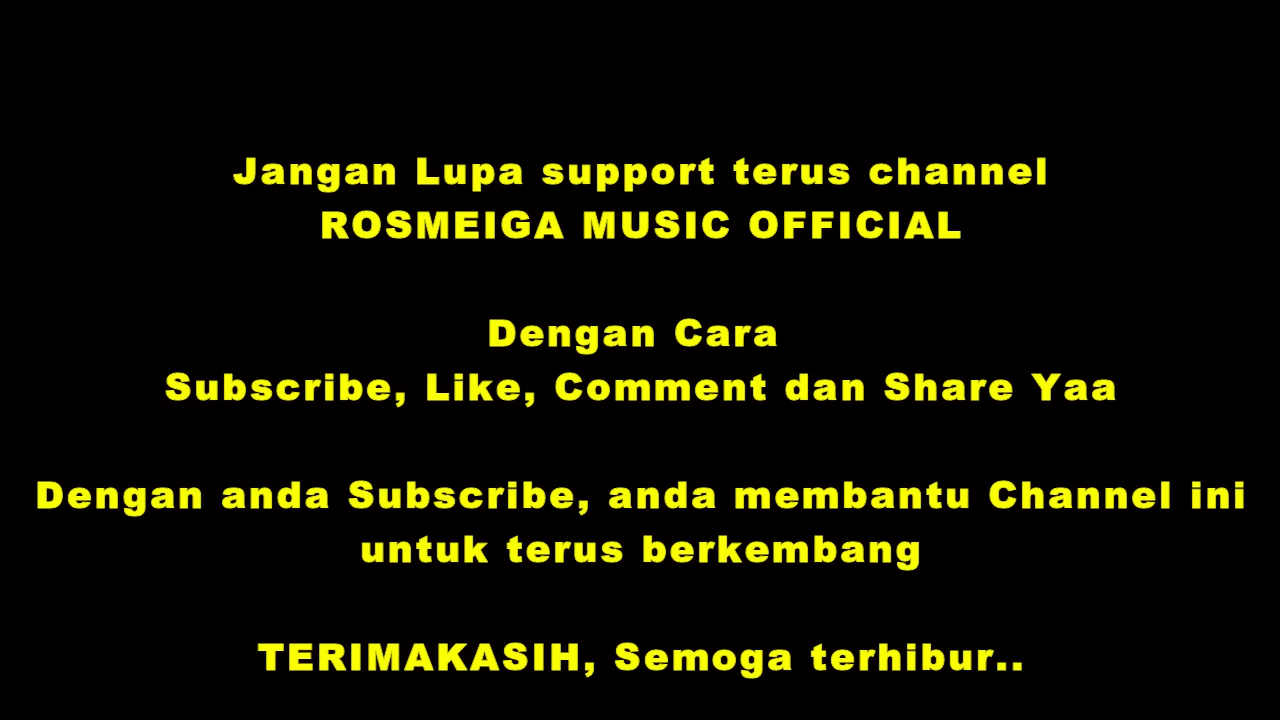 Jangan Lupa support terus channel
ROSMEIGA MUSIC OFFICIAL
Dengan Cara
Subscribe, Like, Comment dan Share Yaa
Dengan anda Subscribe, anda membantu Channel ini
untuk terus berkembang
TERIMAKASIH, Semoga terhibur..